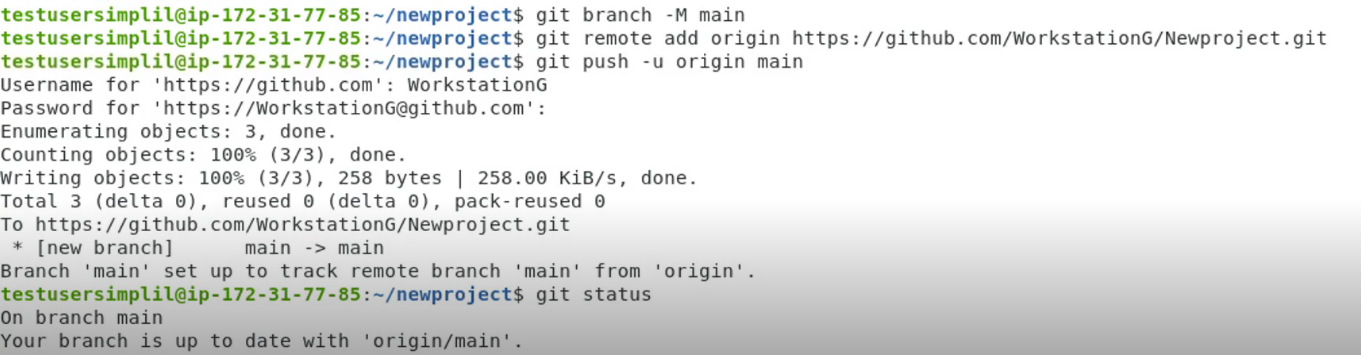 testusersimplil@ip-172-31-77-85:~/newproject$ git branch -M main
testusersimplil@ip-172-31-77-85:~/newproject$ git remote add origin https://github.com/WorkstationG/Newproject.git
testusersimplil@ip-172-31-77-85:~/newproject$ git push -u origin main
Username for 'https://github.com': WorkstationG
Password for 'https://WorkstationG@github.com':
Enumerating objects: 3, done.
Counting objects: 100% (3/3), done.
Writing objects: 100% (3/3), 258 bytes | 258.00 KiB/s, done.
Total 3 (delta 0), reused 0 (delta 0), pack-reused 0
To https://github.com/WorkstationG/Newproject.git
 * [new branch]      main -> main
Branch 'main' set up to track remote branch 'main' from 'origin'.
testusersimplil@ip-172-31-77-85:~/newproject$ git status
On branch main
Your branch is up to date with 'origin/main'.